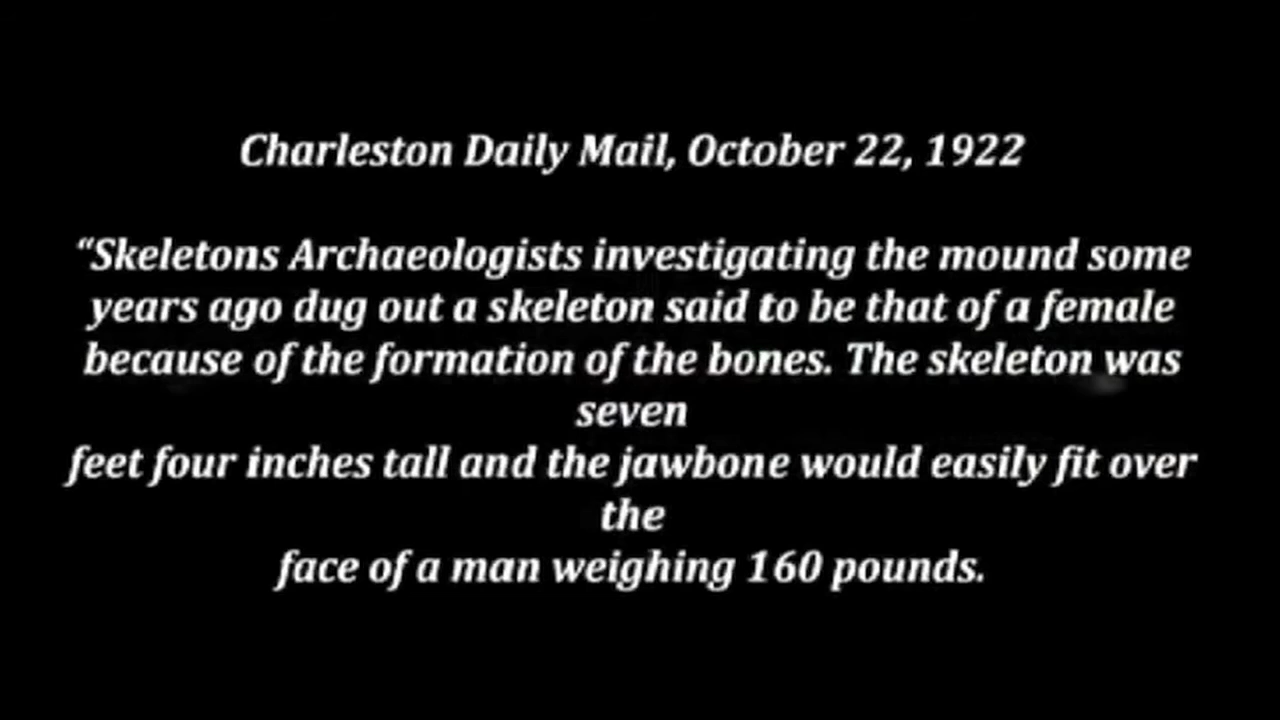 Charleston Daily Mail, October 22, 1922
“Skeletons Archaeologists investigating the mound some
years ago dug out a skeleton said to be that of a female
because of the formation of the bones. The skeleton was
seven
feet four inches tall and the jawbone would easily fit over
the
face of a man weighing 160 pounds.